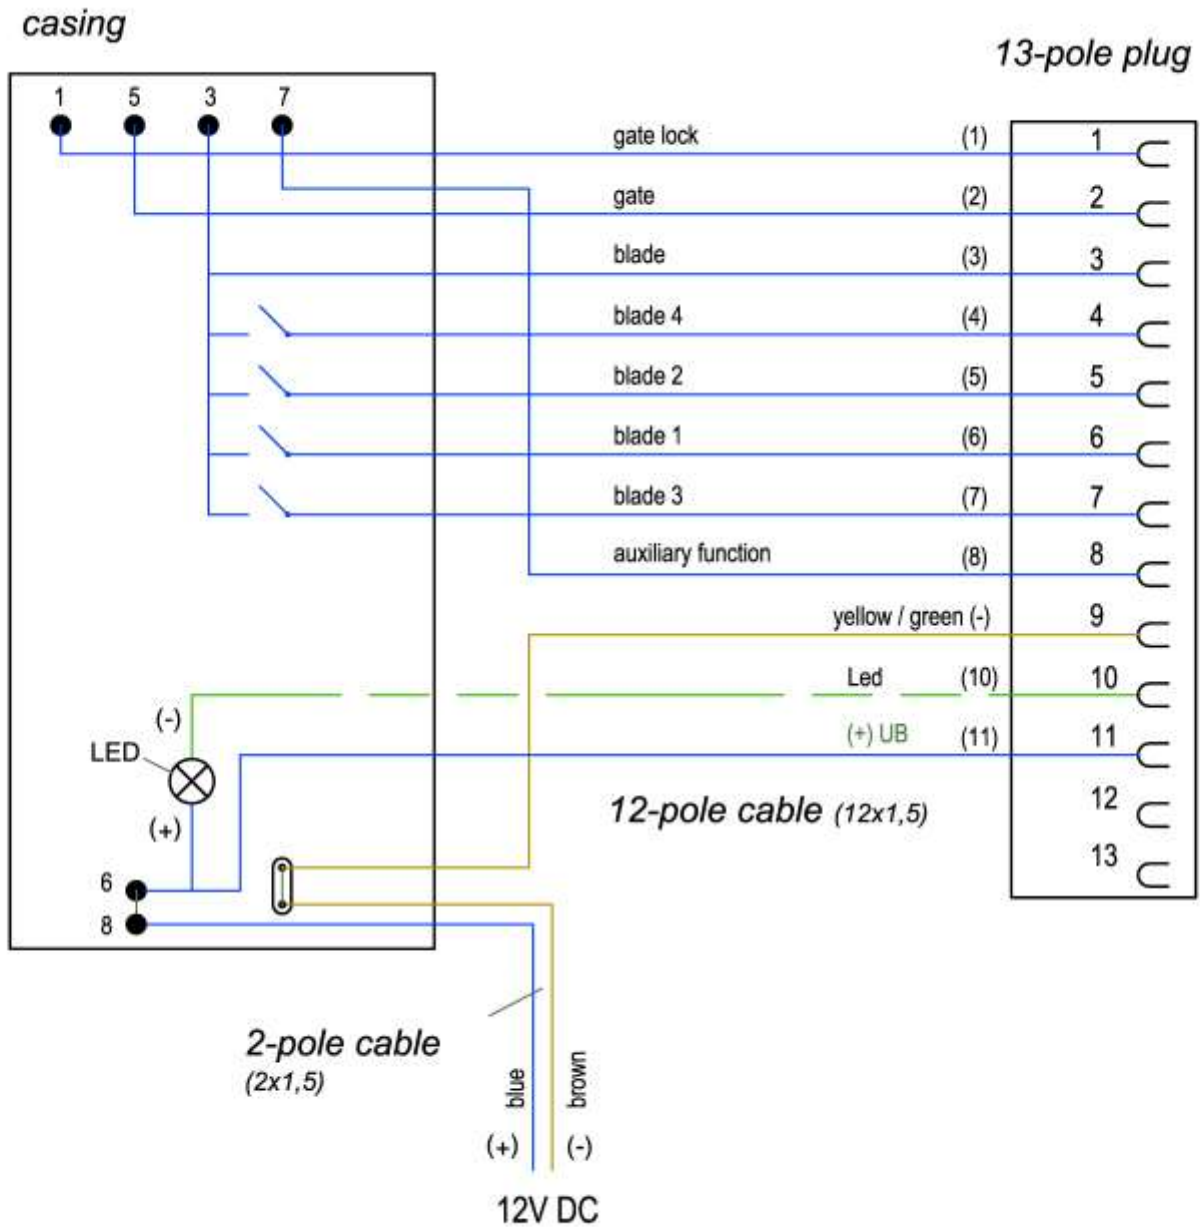 casing
13-pole plug
1 5 3 7
gate lock (1) 1
gate (2) 2
blade (3) 3
blade 4 (4) 4
blade 2 (5) 5
blade 1 (6) 6
blade 3 (7) 7
auxiliary function (8) 8
yellow / green (-) 9
Led (10) 10
(-)
(+) UB (11) 11
LED
12-pole cable (12x1,5) 12
(+)
13
6
8
2-pole cable
(2x1,5)
blue
brown
(+) (-)
12V DC